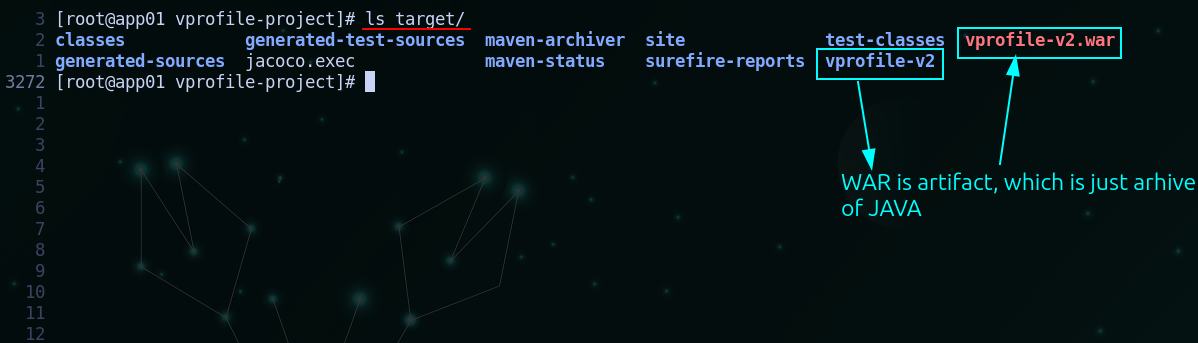 3 [root@app01 vprofile-project]# ls target/
2 classes generated-test-sources maven-archiver site test-classes vprofile-v2.war
1 generated-sources jacoco.exec maven-status surefire-reports vprofile-v2
3272 [root@app01 vprofile-project]#
1
2
3
4
WAR is artifact, which is just arhive
5
of JAVA
6
7
8
9
10
11
12